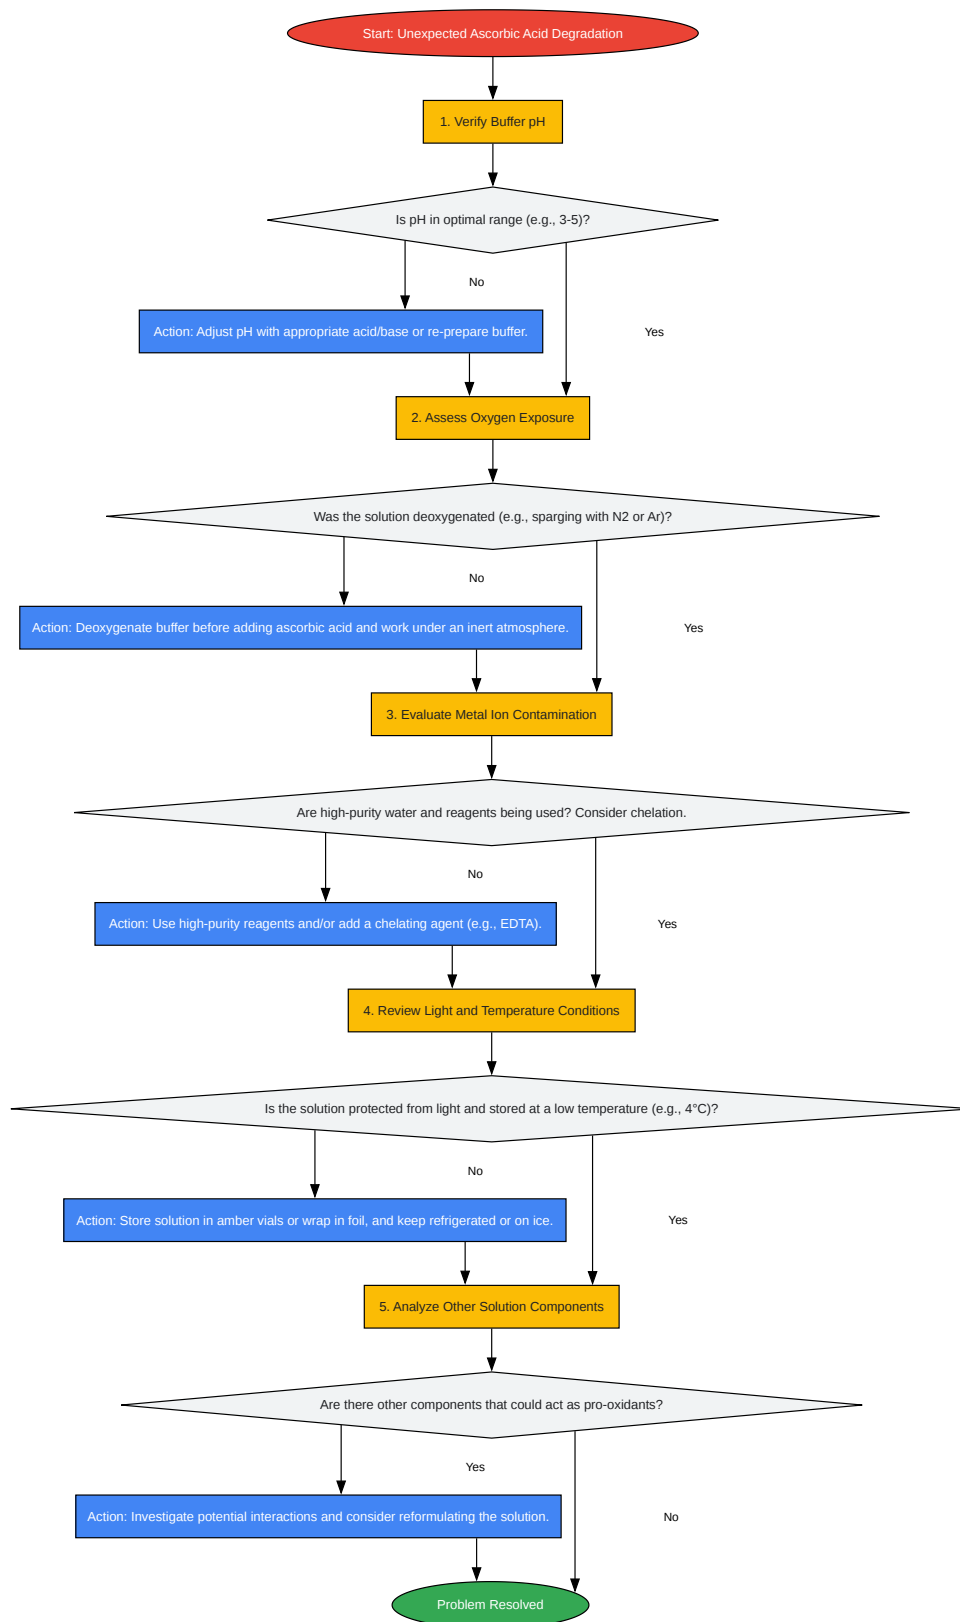 Start: Unexpected Ascorbic Acid Degradation
1. Verify Buffer pH
Is pH in optimal range (e.g., 3-5)?
No
Action: Adjust pH with appropriate acid/base or re-prepare buffer.
Yes
2. Assess Oxygen Exposure
Was the solution deoxygenated (e.g., sparging with N2 or Ar)?
No
Action: Deoxygenate buffer before adding ascorbic acid and work under an inert atmosphere.
Yes
3. Evaluate Metal Ion Contamination
Are high-purity water and reagents being used? Consider chelation.
No
Action: Use high-purity reagents and/or add a chelating agent (e.g., EDTA).
Yes
4. Review Light and Temperature Conditions
Is the solution protected from light and stored at a low temperature (e.g., 4°C)?
No
Action: Store solution in amber vials or wrap in foil, and keep refrigerated or on ice.
Yes
5. Analyze Other Solution Components
Are there other components that could act as pro-oxidants?
Yes
Action: Investigate potential interactions and consider reformulating the solution.
No
Problem Resolved